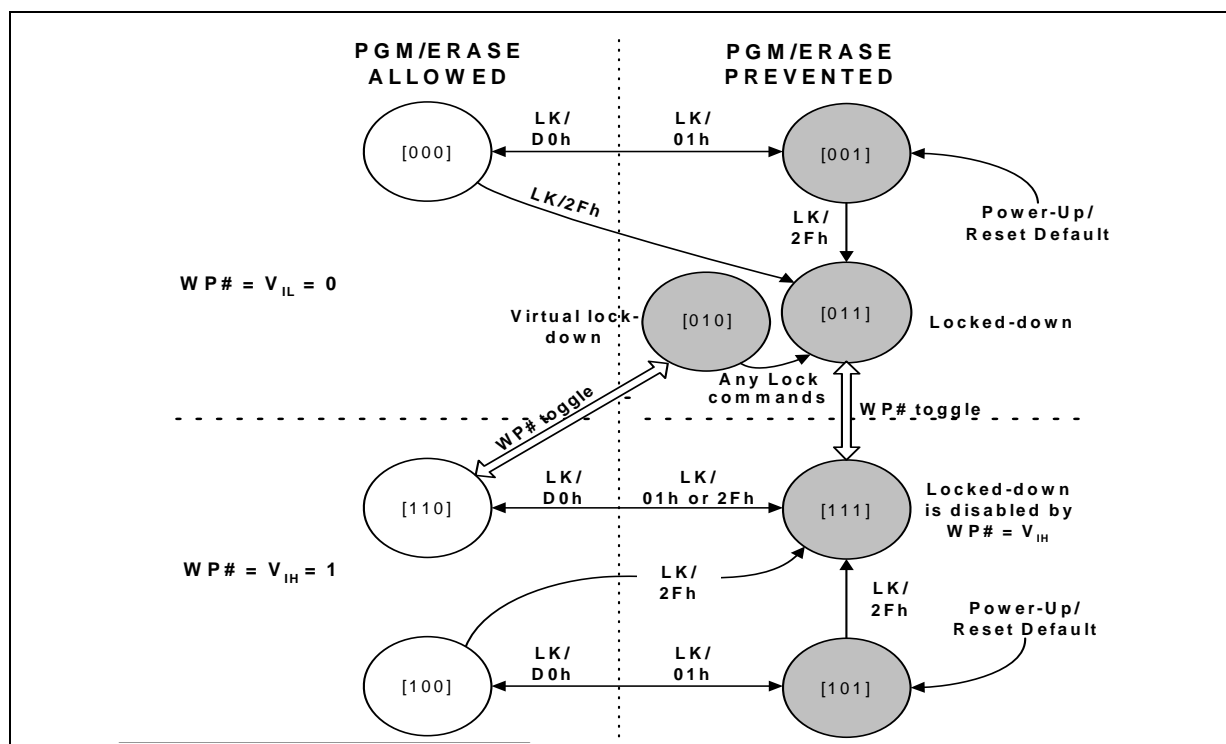 PGM/ERASE
ALLOWED
PGM/ERASE
PREVENTED
LK/
D0h
LK/
01h
[000]
[001]
LK/2Fh
LK/
2Fh
Power-Up/
Reset Default
WP# = VIL = 0
Virtual lock-
down
[010]
[011]
Locked-down
Any Lock
commands
WP# toggle
WP# toggle
LK/
D0h
LK/
01h or 2Fh
[110]
[111]
Locked-down
is disabled by
WP# = VIH
WP# = VIH = 1
LK/
2Fh
LK/
2Fh
Power-Up/
Reset Default
LK/
D0h
LK/
01h
[100]
[101]